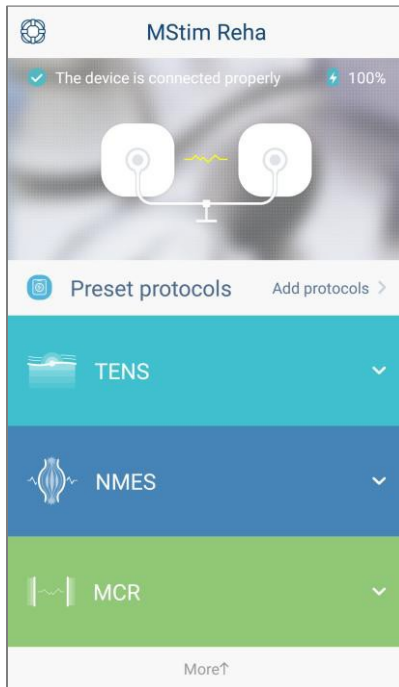 MStim Reha
The device is connected properly 100%
Preset protocols Add protocols >
TENS
NMES
MCR
More↑